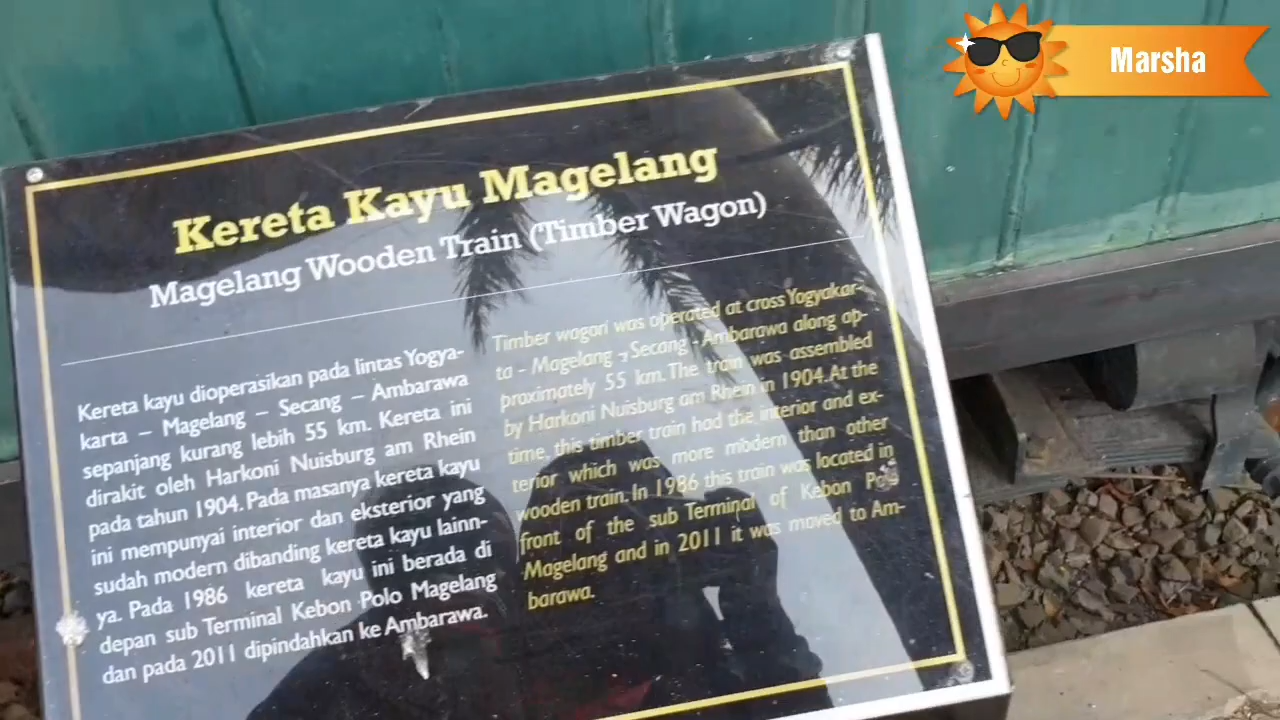 Marsha
Kereta Kayu Magelang
Magelang Wooden Train (Timber Wagon)
Kereta kayu dioperasikan pada lintas Yogya-
karta – Magelang – Secang – Ambarawa
sepanjang kurang lebih 55 km. Kereta ini
dirakit oleh Harkoni Nuisburg am Rhein
pada tahun 1904. Pada masanya kereta kayu
ini mempunyai interior dan eksterior yang
sudah modern dibanding kereta kayu lainn-
ya. Pada 1986 kereta kayu ini berada di
depan sub Terminal Kebon Polo Magelang
dan pada 2011 dipindahkan ke Ambarawa.
Timber wagon was operated at cross Yogyakar-
ta - Magelang - Secang - Ambarawa along ap-
proximately 55 km. The train was assembled
by Harkoni Nuisburg am Rhein in 1904. At the
time, this timber train had the interior and ex-
terior which was more modern than other
wooden train. In 1986 this train was located in
front of the sub Terminal of Kebon Polo
Magelang and in 2011 it was moved to Am-
barawa.